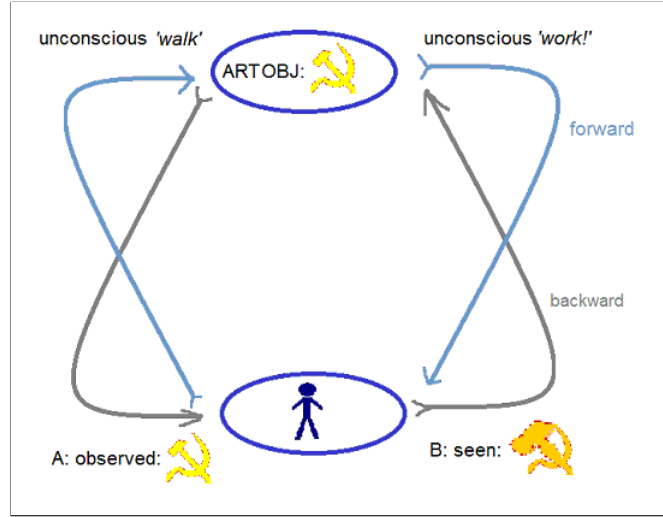 unconscious 'walk'
unconscious 'work!'
ARTOBJ:
forward
backward
A: observed:
B: seen: